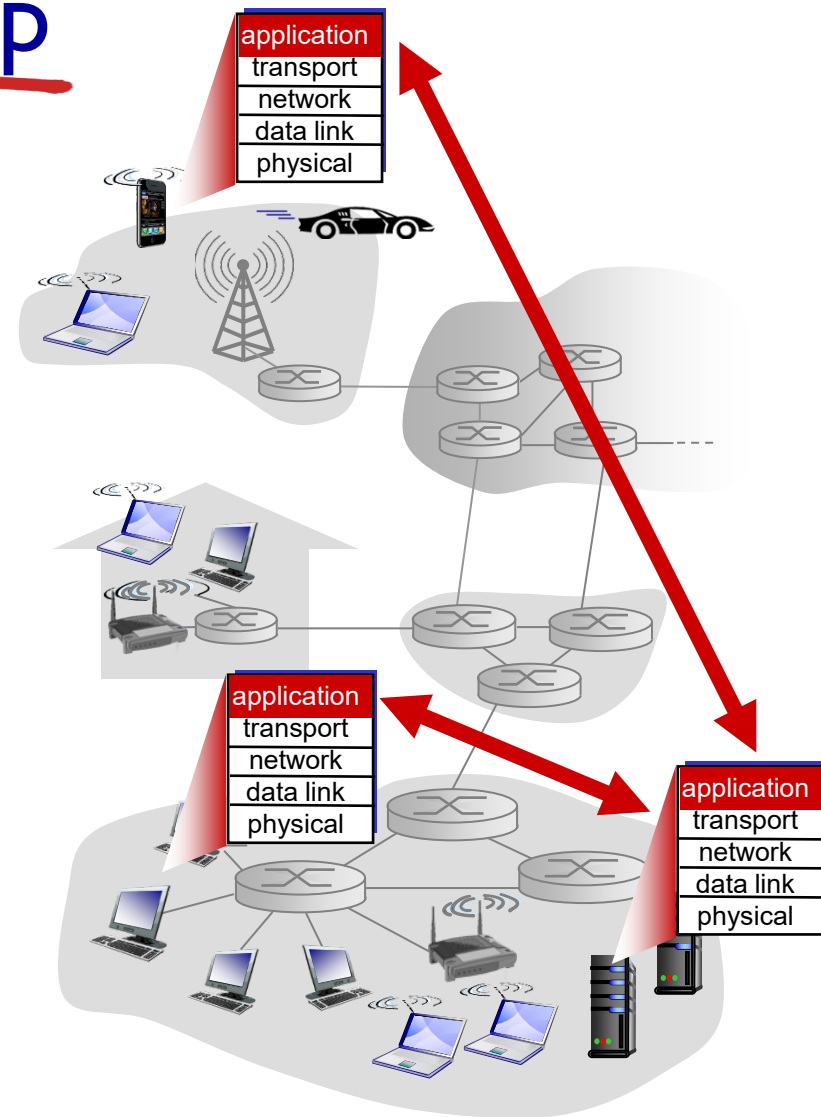 p
application
transport
network
data link
physical
application
transport
network
data link
physical
application
transport
network
data link
physical